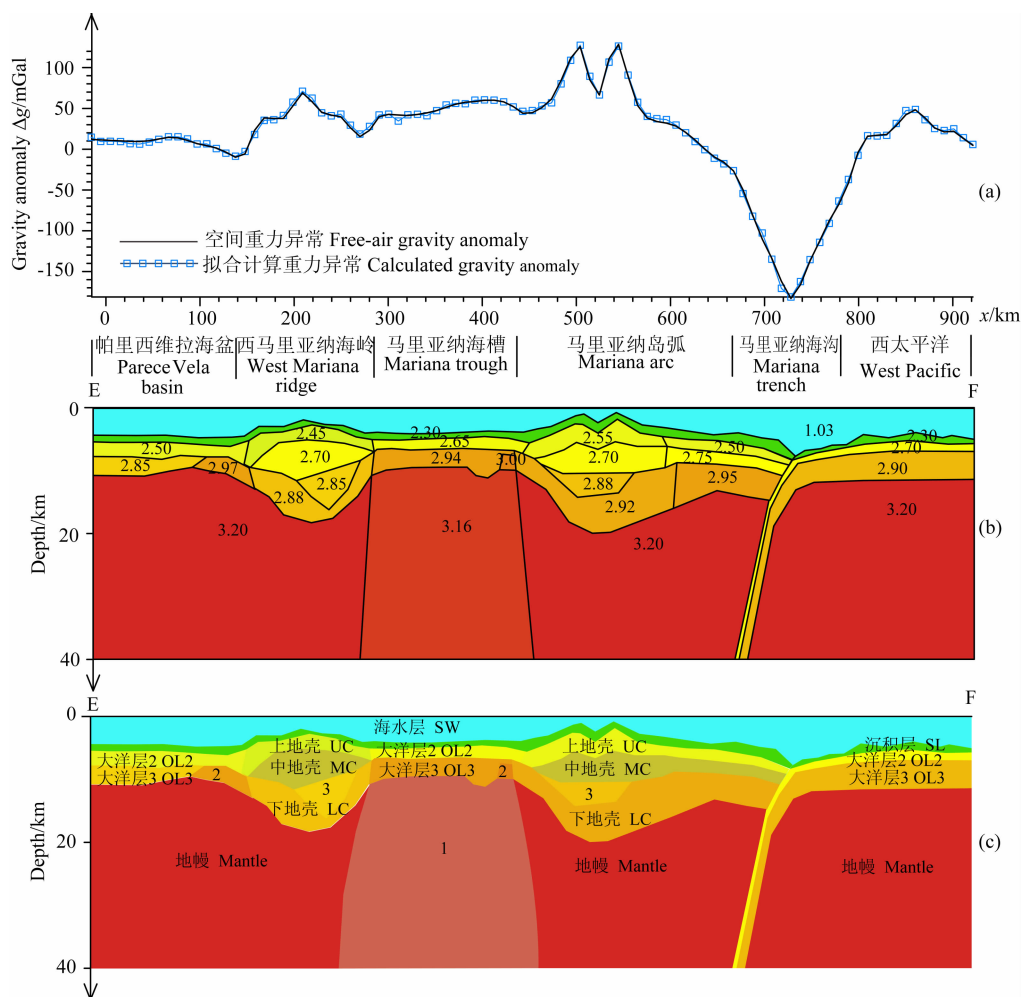 Gravity anomaly Δg/mGal
100
50
0
-50
-100
-150
(a)
空间重力异常 Free-air gravity anomaly
拟合计算重力异常 Calculated gravity anomaly
0 100 200 300 400 500 600 700 800 900 x/km
帕里西维拉海盆 西马里亚纳海岭 马里亚纳海槽 马里亚纳岛弧 马里亚纳海沟 西太平洋
Parece Vela basin
West Mariana ridge
Mariana trough
Mariana arc
Mariana trench
West Pacific
E F
Depth/km
0
20
40
2.50
2.85
2.97
2.45
2.70
2.85
2.88
3.20
2.30
2.65
2.94
3.00
3.16
2.55
2.70
2.75
2.50
2.88
2.95
2.92
3.20
1.03
2.30
2.70
2.90
3.20
(b)
E F
Depth/km
0
20
40
海水层 SW
大洋层2 OL2
大洋层3 OL3
2
上地壳 UC
中地壳 MC
3
下地壳 LC
大洋层2 OL2
大洋层3 OL3
2
上地壳 UC
中地壳 MC
3
下地壳 LC
沉积层 SL
大洋层2 OL2
大洋层3 OL3
地幔 Mantle
1
地幔 Mantle
地幔 Mantle
(c)